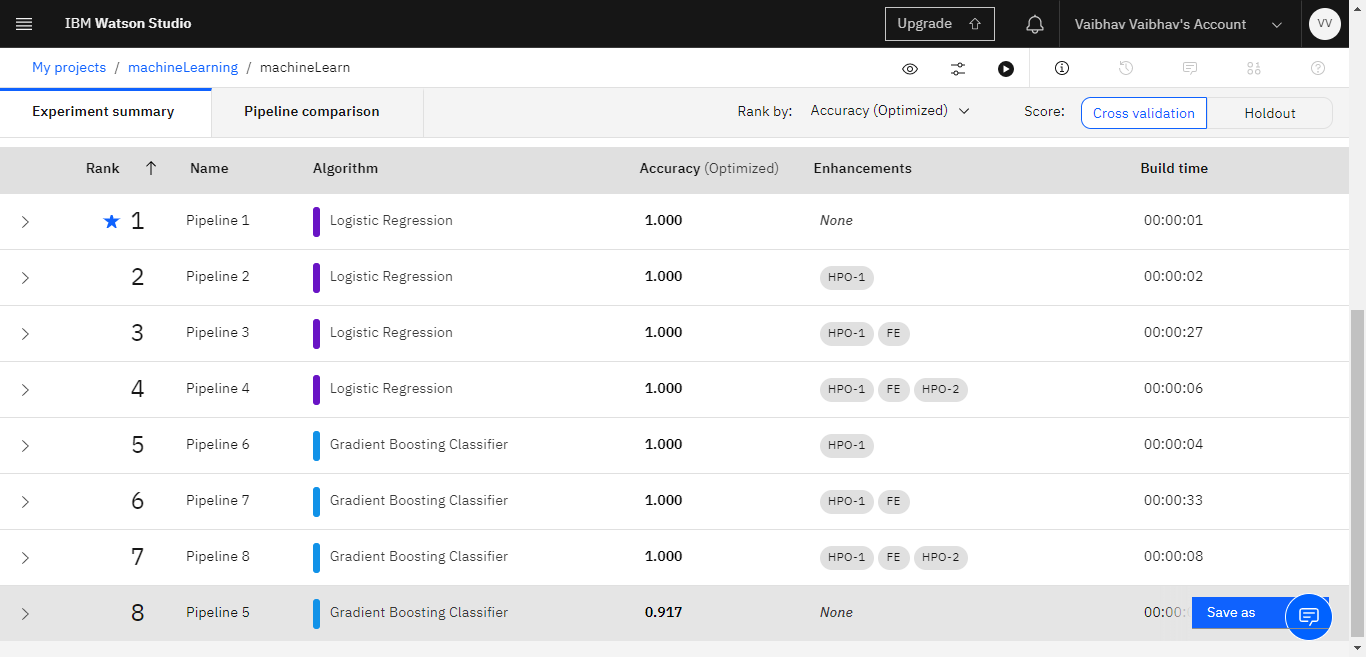 IBM Watson Studio
Upgrade
Vaibhav Vaibhav's Account
VV
My projects / machineLearning / machineLearn
Experiment summary
Pipeline comparison
Rank by: Accuracy (Optimized)
Score: Cross validation Holdout
Rank Name Algorithm Accuracy (Optimized) Enhancements Build time
1 Pipeline 1 Logistic Regression 1.000 None 00:00:01
2 Pipeline 2 Logistic Regression 1.000 HPO-1 00:00:02
3 Pipeline 3 Logistic Regression 1.000 HPO-1 FE 00:00:27
4 Pipeline 4 Logistic Regression 1.000 HPO-1 FE HPO-2 00:00:06
5 Pipeline 6 Gradient Boosting Classifier 1.000 HPO-1 00:00:04
6 Pipeline 7 Gradient Boosting Classifier 1.000 HPO-1 FE 00:00:33
7 Pipeline 8 Gradient Boosting Classifier 1.000 HPO-1 FE HPO-2 00:00:08
8 Pipeline 5 Gradient Boosting Classifier 0.917 None 00:00: Save as